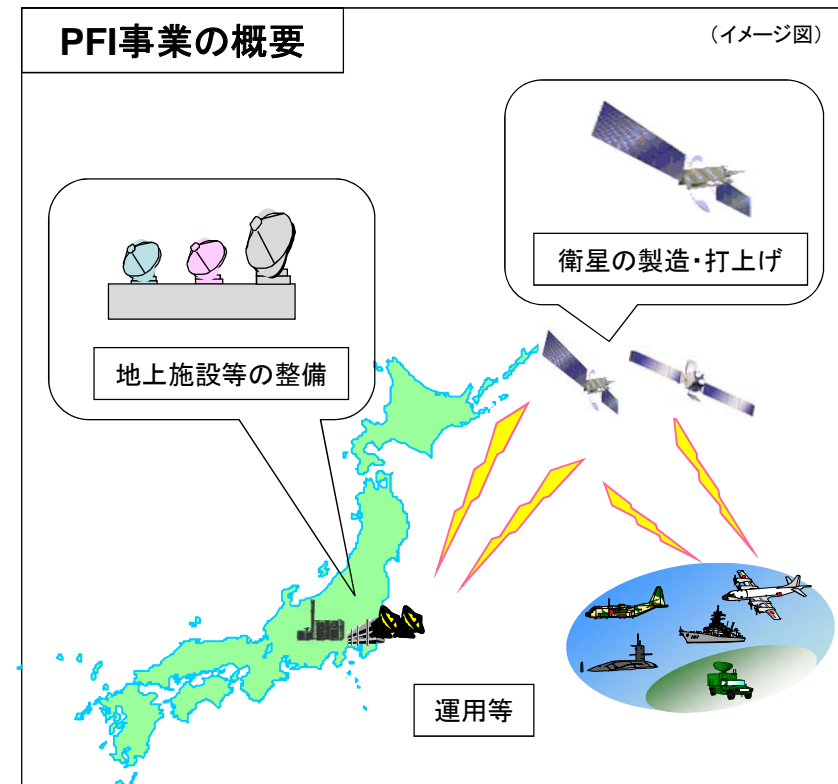 PFI事業の概要
（イメージ図）
衛星の製造・打上げ
地上施設等の整備
運用等